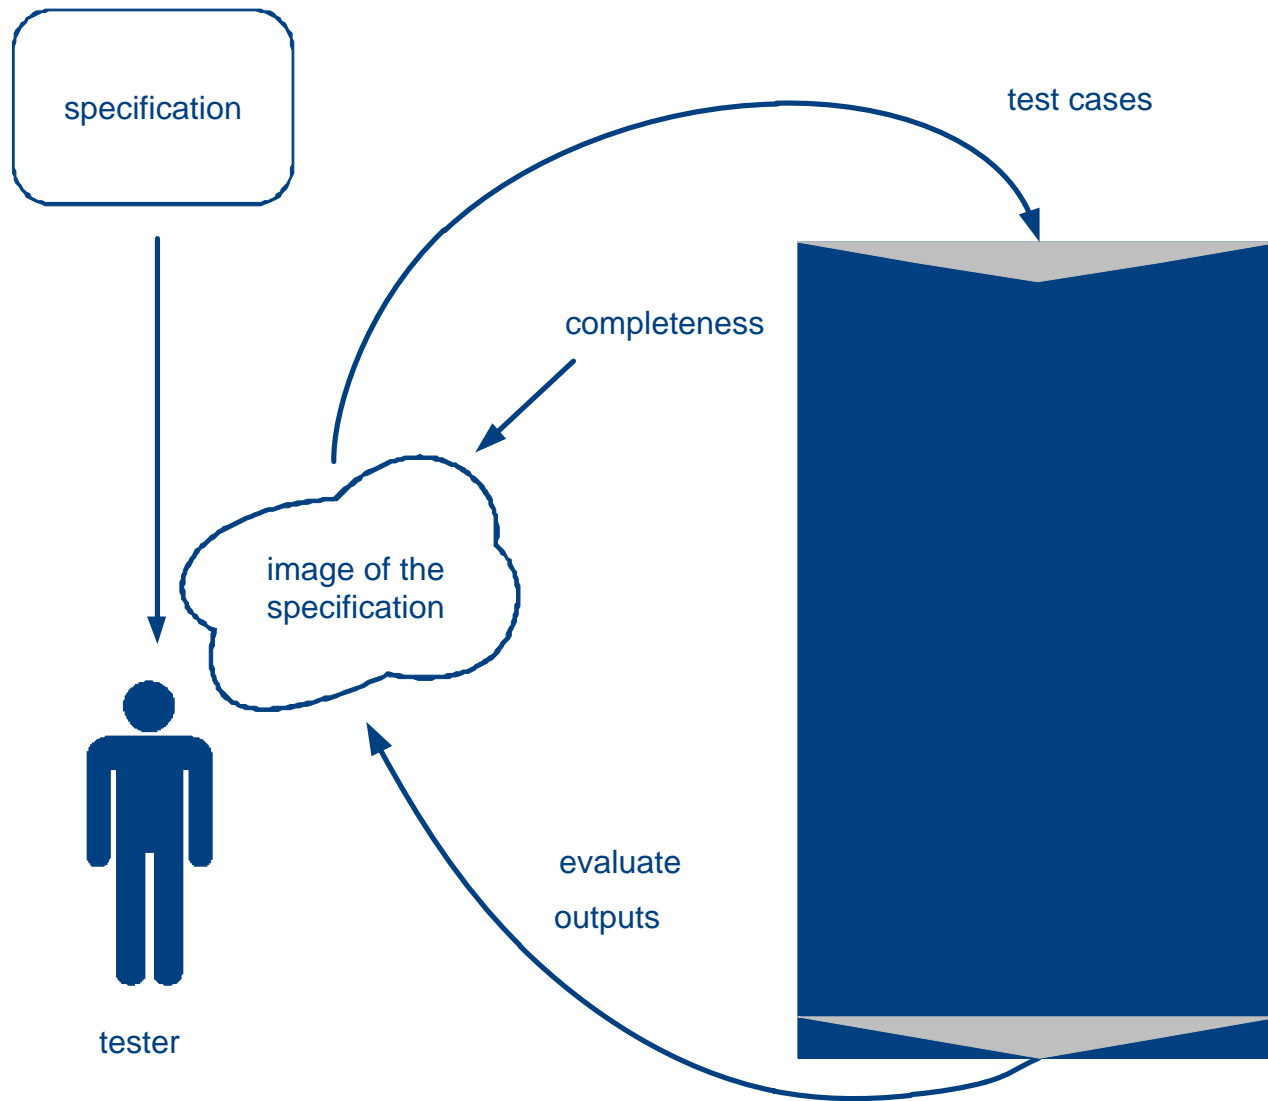 specification
test cases
completeness
image of the
specification
evaluate
outputs
tester